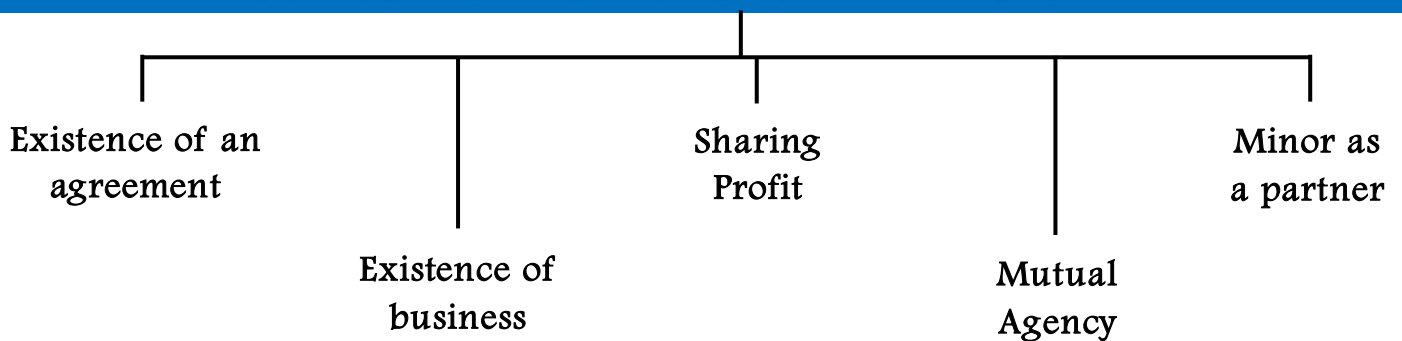 Existence of an
agreement
Existence of
business
Sharing
Profit
Mutual
Agency
Minor as
a partner